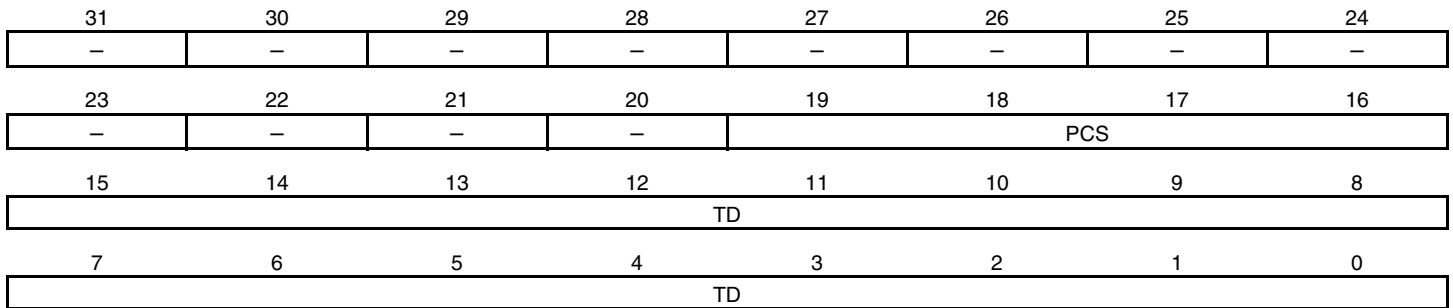 31 30 29 28 27 26 25 24
– – – – – – – –
23 22 21 20 19 18 17 16
– – – – PCS
15 14 13 12 11 10 9 8
TD
7 6 5 4 3 2 1 0
TD